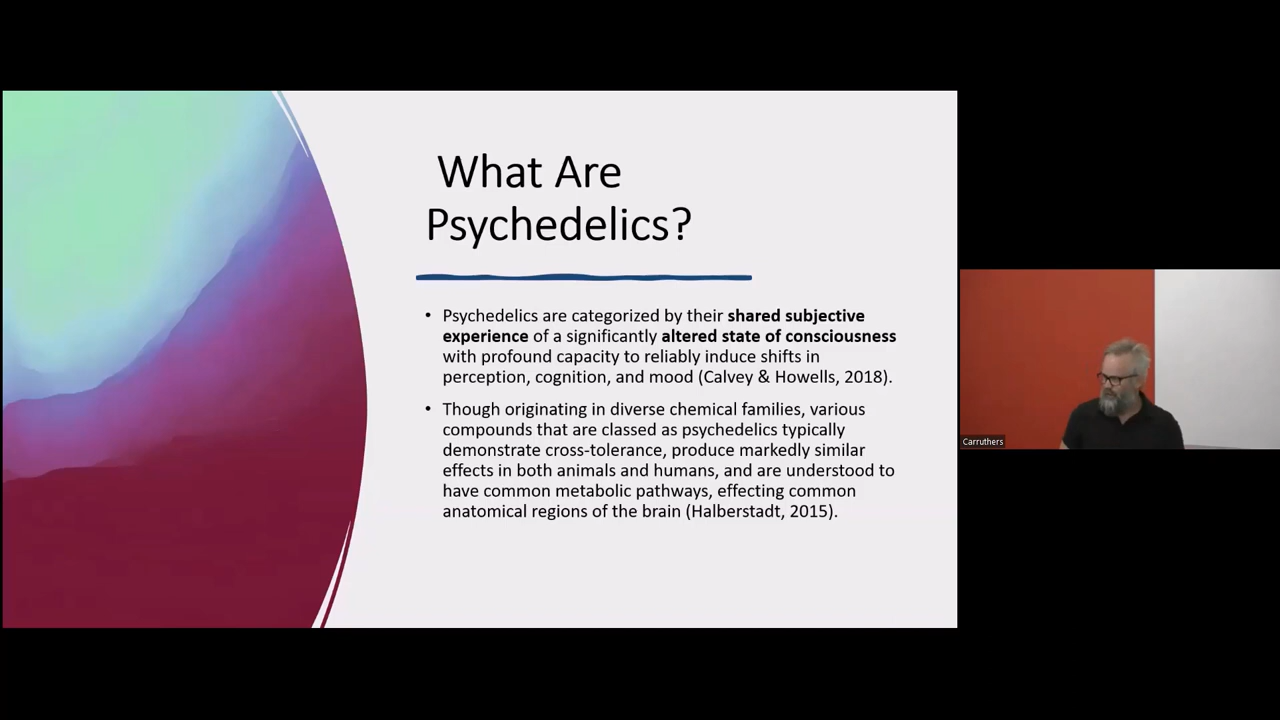 What Are
Psychedelics?
• Psychedelics are categorized by their shared subjective
experience of a significantly altered state of consciousness
with profound capacity to reliably induce shifts in
perception, cognition, and mood (Calvey & Howells, 2018).
• Though originating in diverse chemical families, various
compounds that are classed as psychedelics typically
demonstrate cross-tolerance, produce markedly similar
effects in both animals and humans, and are understood to
have common metabolic pathways, effecting common
anatomical regions of the brain (Halberstadt, 2015).
Carruthers